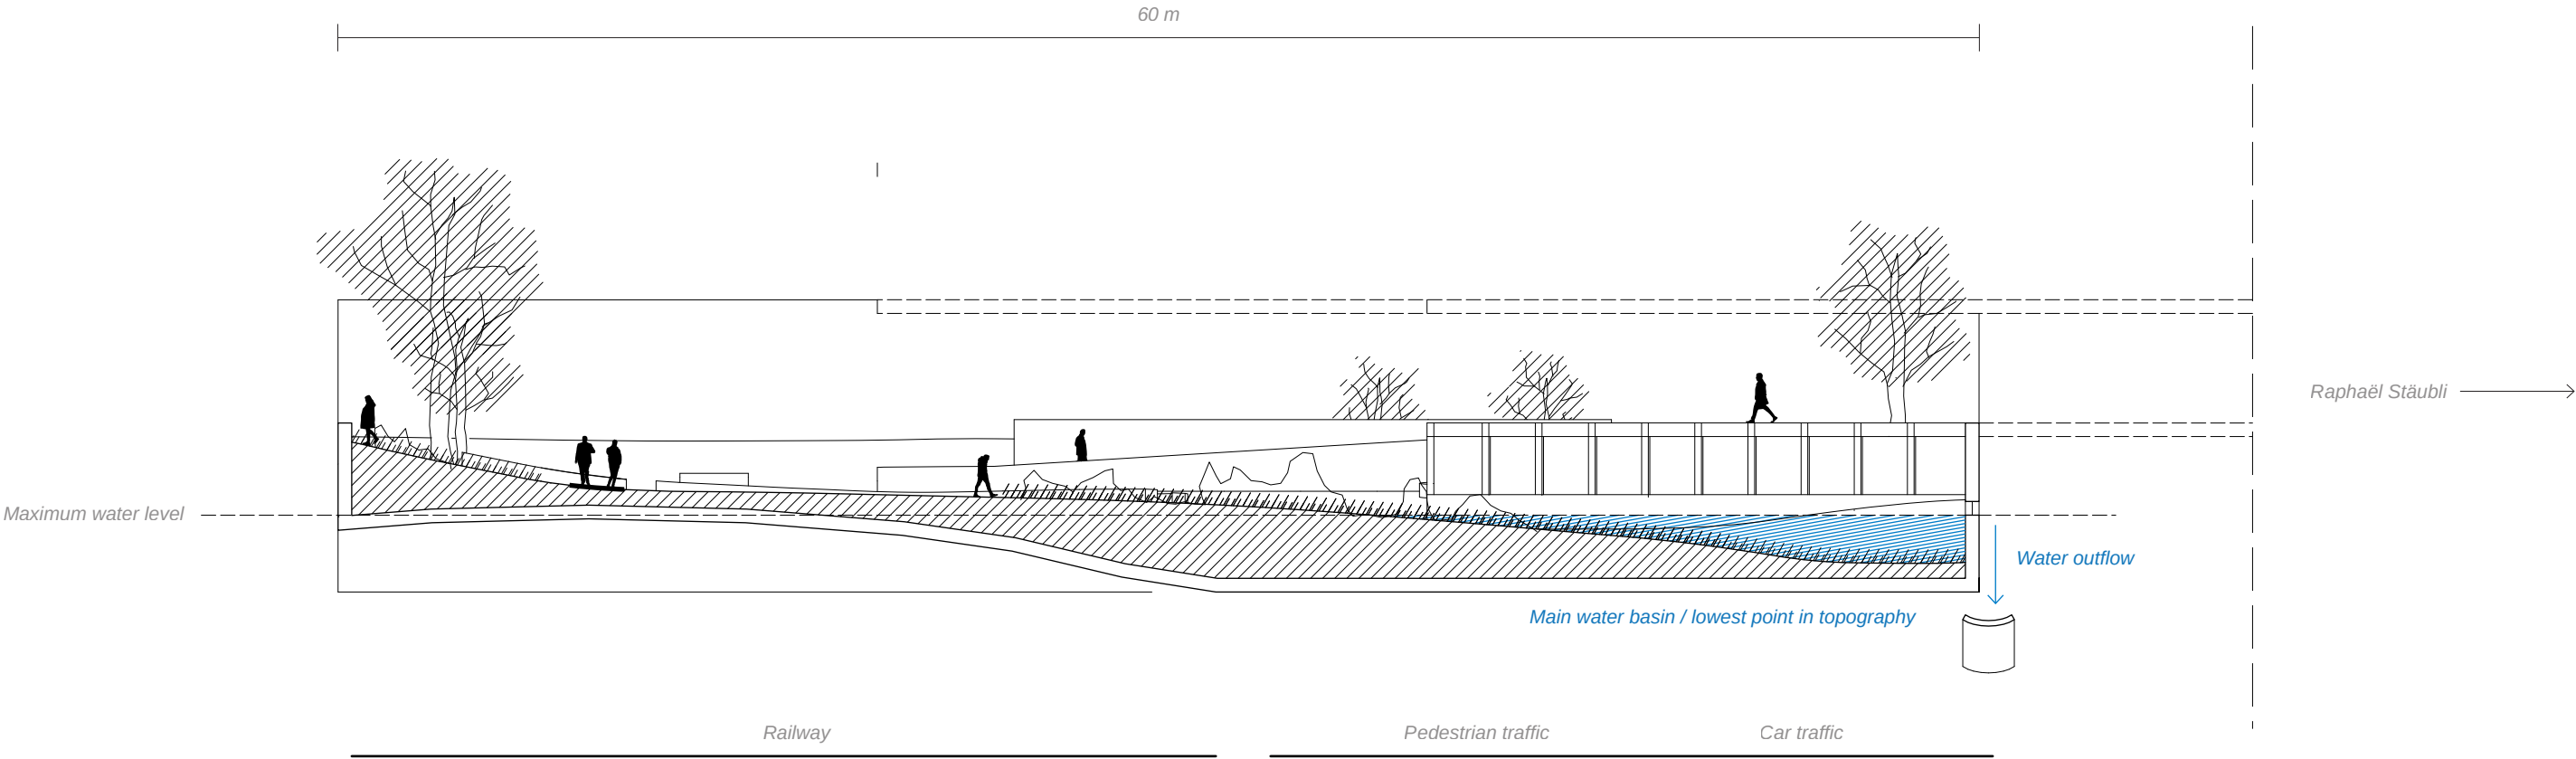 60 m
Raphaël Stäubli
Maximum water level
Water outflow
Main water basin / lowest point in topography
Railway
Pedestrian traffic
Car traffic